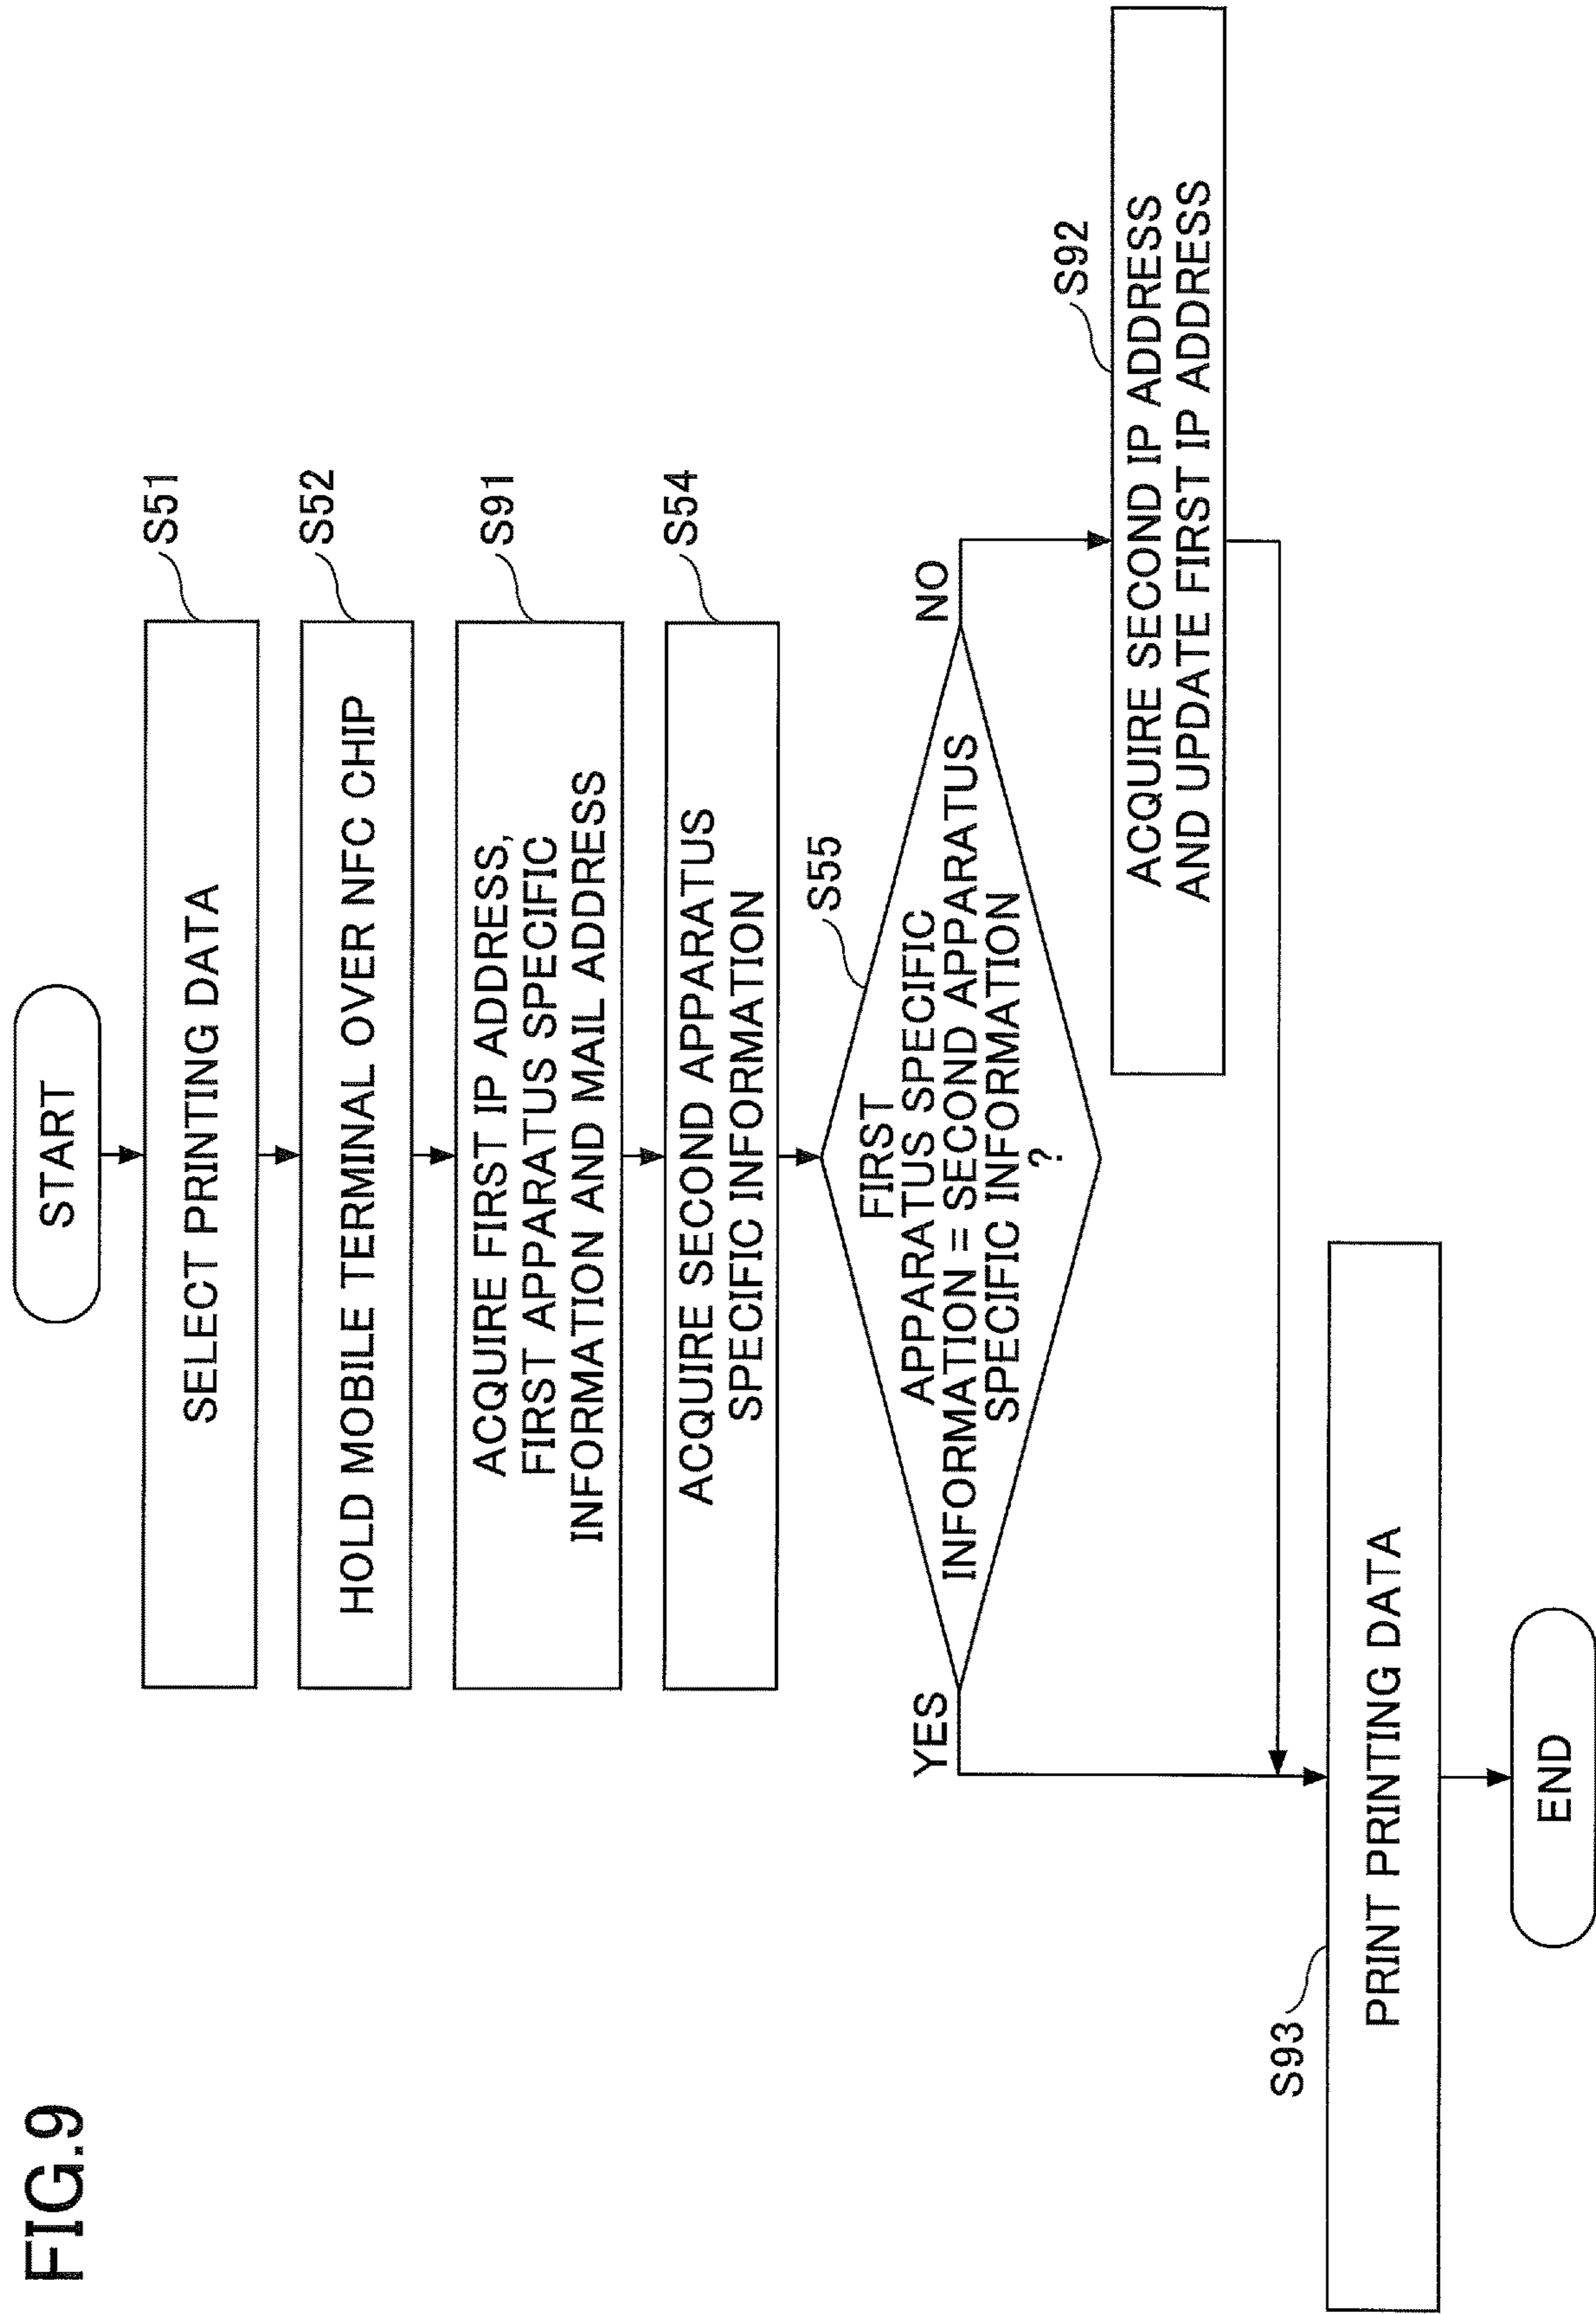 FIG.9
START
SELECT PRINTING DATA
S51
HOLD MOBILE TERMINAL OVER NFC CHIP
S52
ACQUIRE FIRST IP ADDRESS,
FIRST APPARATUS SPECIFIC
INFORMATION AND MAIL ADDRESS
S91
ACQUIRE SECOND APPARATUS
SPECIFIC INFORMATION
S54
S55
FIRST
APPARATUS SPECIFIC
INFORMATION = SECOND APPARATUS
SPECIFIC INFORMATION
?
YES
NO
S92
ACQUIRE SECOND IP ADDRESS
AND UPDATE FIRST IP ADDRESS
S93
PRINT PRINTING DATA
END